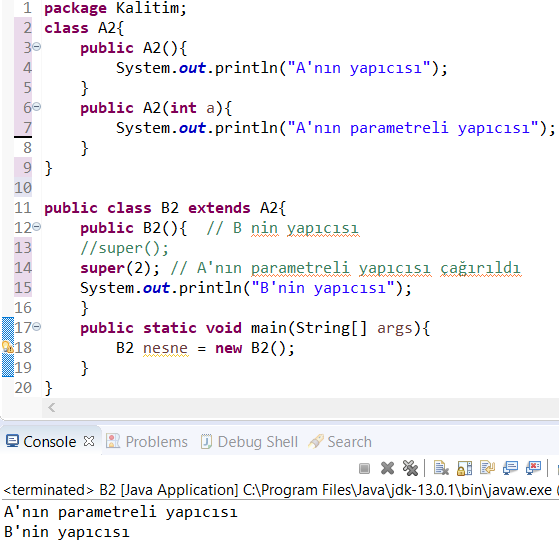 1 package Kalitim;
2 class A2{
3 public A2(){
4 System.out.println("A'nın yapıcısı");
5 }
6 public A2(int a){
7 System.out.println("A'nın parametreli yapıcısı");
8 }
9 }
10
11 public class B2 extends A2{
12 public B2(){ // B nin yapıcısı
13 //super();
14 super(2); // A'nın parametreli yapıcısı çağırıldı
15 System.out.println("B'nin yapıcısı");
16 }
17 public static void main(String[] args){
18 B2 nesne = new B2();
19 }
20 }
Console Problems Debug Shell Search
<terminated> B2 [Java Application] C:\Program Files\Java\jdk-13.0.1\bin\javaw.exe (
A'nın parametreli yapıcısı
B'nin yapıcısı